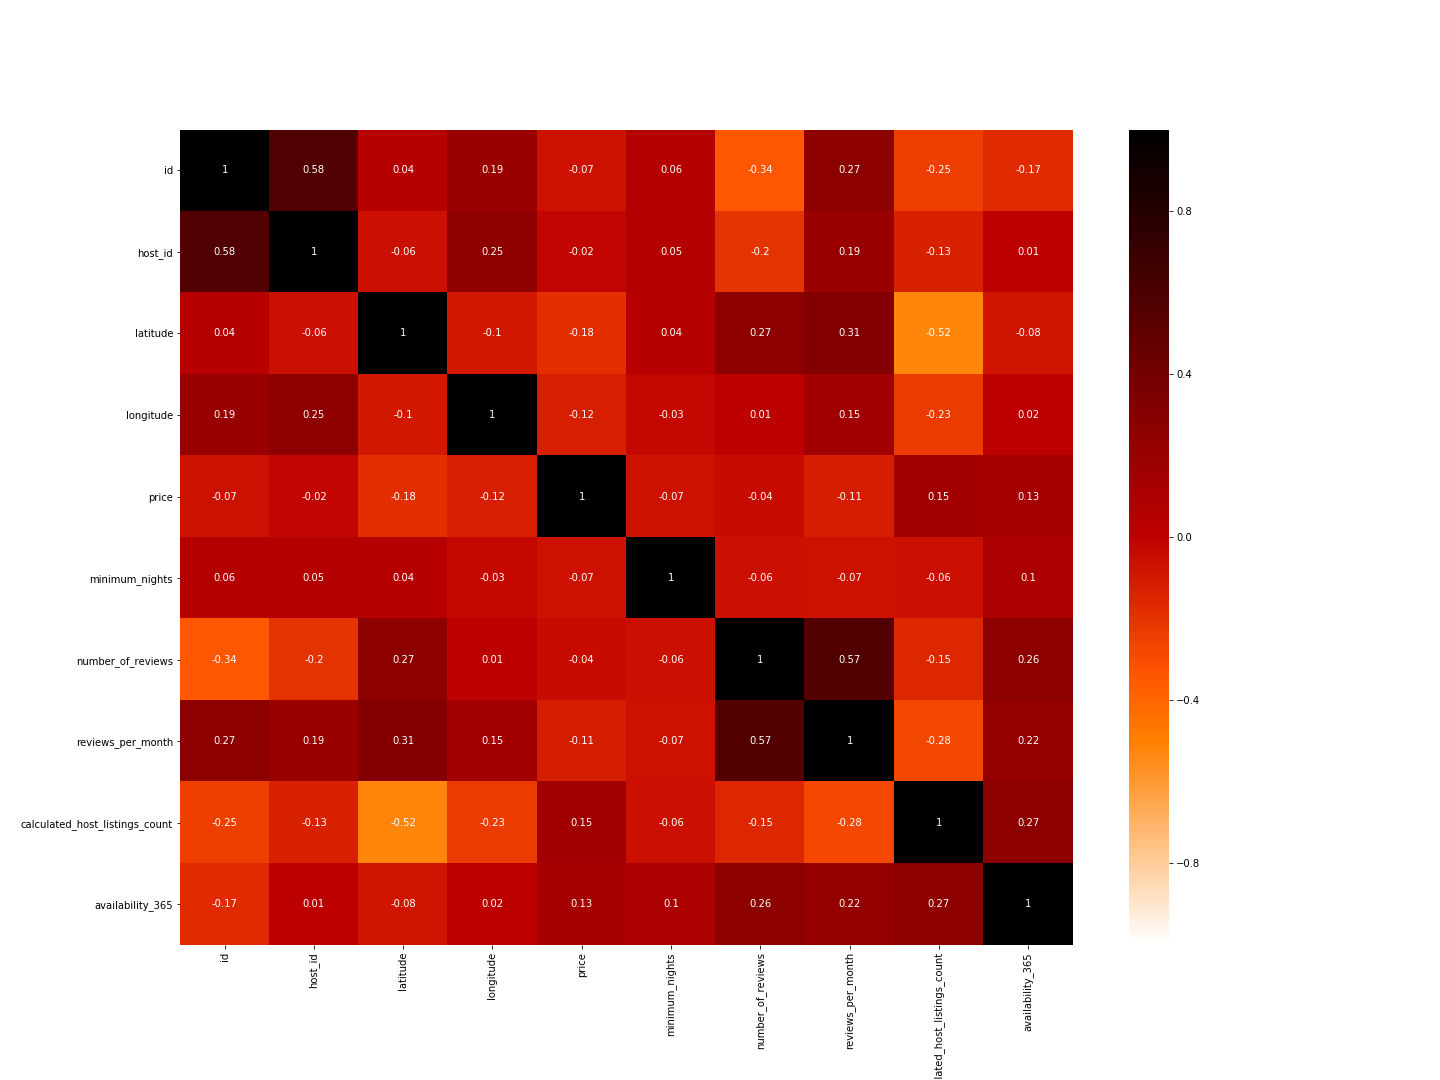 id 1 0.58 0.04 0.19 -0.07 0.06 -0.34 0.27 -0.25 -0.17
host_id 0.58 1 -0.06 0.25 -0.02 0.05 -0.2 0.19 -0.13 0.01
latitude 0.04 -0.06 1 -0.1 -0.18 0.04 0.27 0.31 -0.52 -0.08
longitude 0.19 0.25 -0.1 1 -0.12 -0.03 0.01 0.15 -0.23 0.02
price -0.07 -0.02 -0.18 -0.12 1 -0.07 -0.04 -0.11 0.15 0.13
minimum_nights 0.06 0.05 0.04 -0.03 -0.07 1 -0.06 -0.07 -0.06 0.1
number_of_reviews -0.34 -0.2 0.27 0.01 -0.04 -0.06 1 0.57 -0.15 0.26
reviews_per_month 0.27 0.19 0.31 0.15 -0.11 -0.07 0.57 1 -0.28 0.22
calculated_host_listings_count -0.25 -0.13 -0.52 -0.23 0.15 -0.06 -0.15 -0.28 1 0.27
availability_365 -0.17 0.01 -0.08 0.02 0.13 0.1 0.26 0.22 0.27 1
id
host_id
latitude
longitude
price
minimum_nights
number_of_reviews
reviews_per_month
lated_host_listings_count
availability_365
0.8
0.4
0.0
−0.4
−0.8